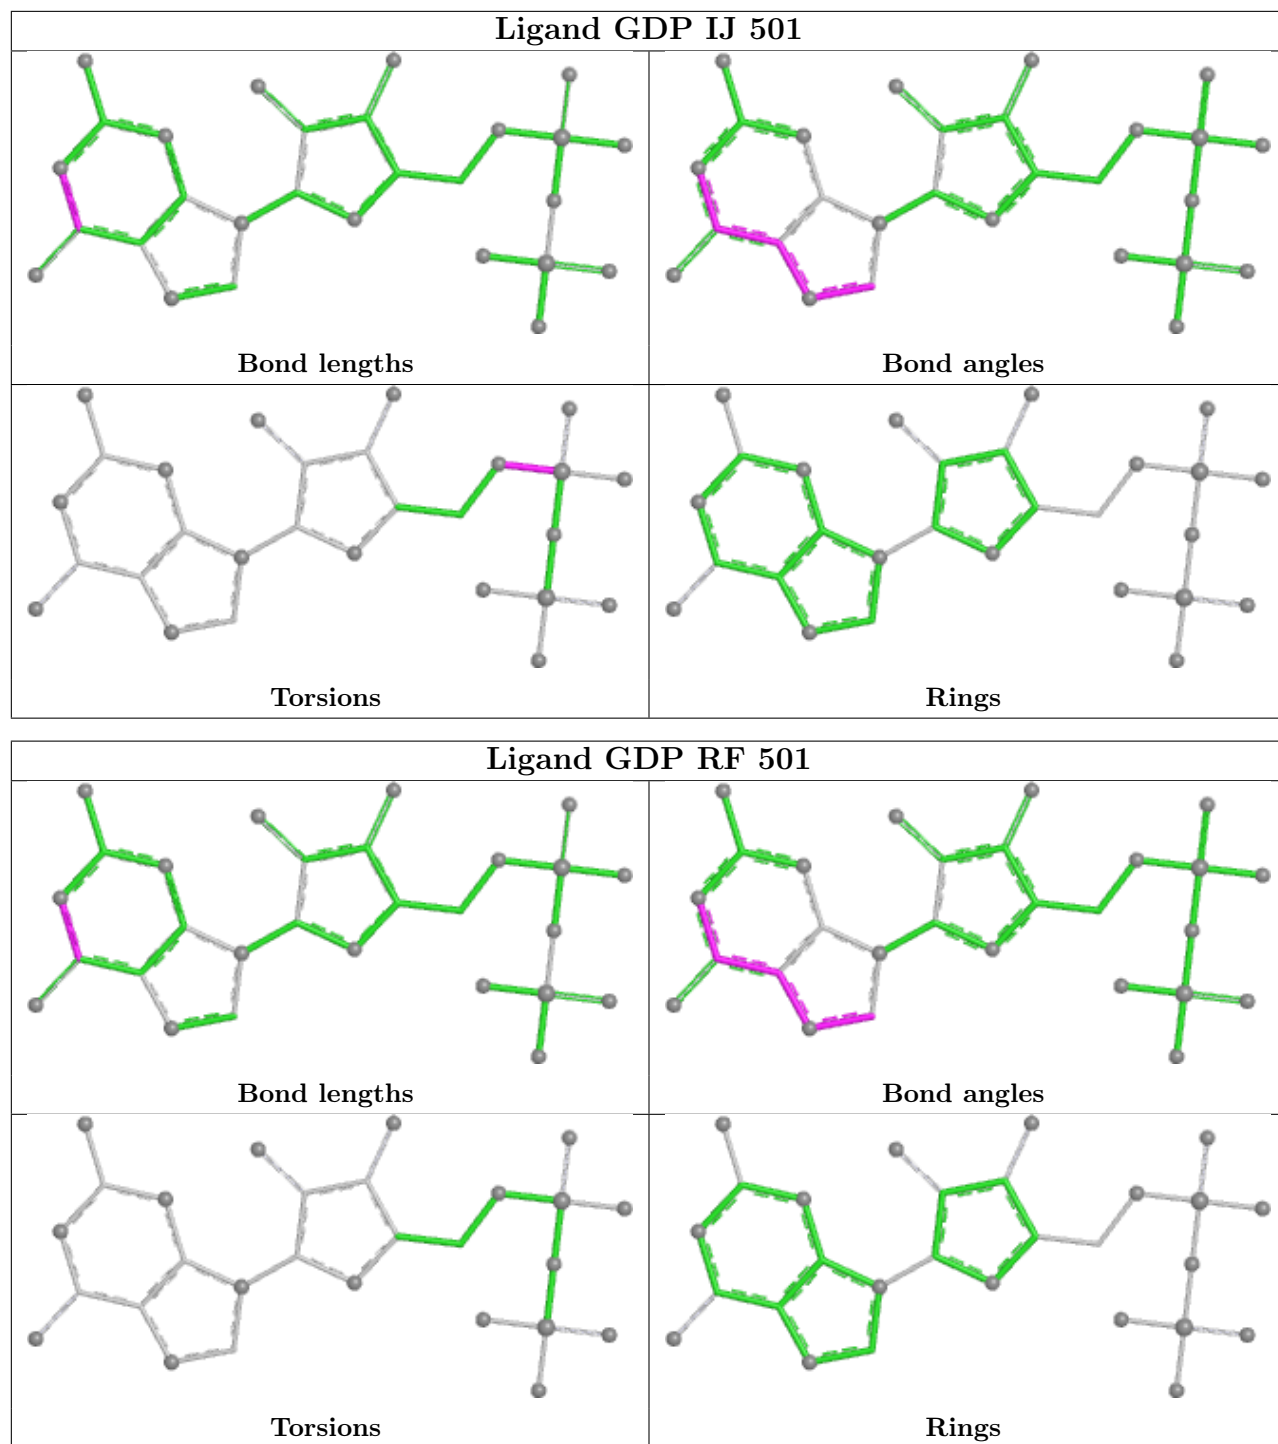 Ligand GDP IJ 501
Bond lengths
Bond angles
Torsions
Rings
Ligand GDP RF 501
Bond lengths
Bond angles
Torsions
Rings